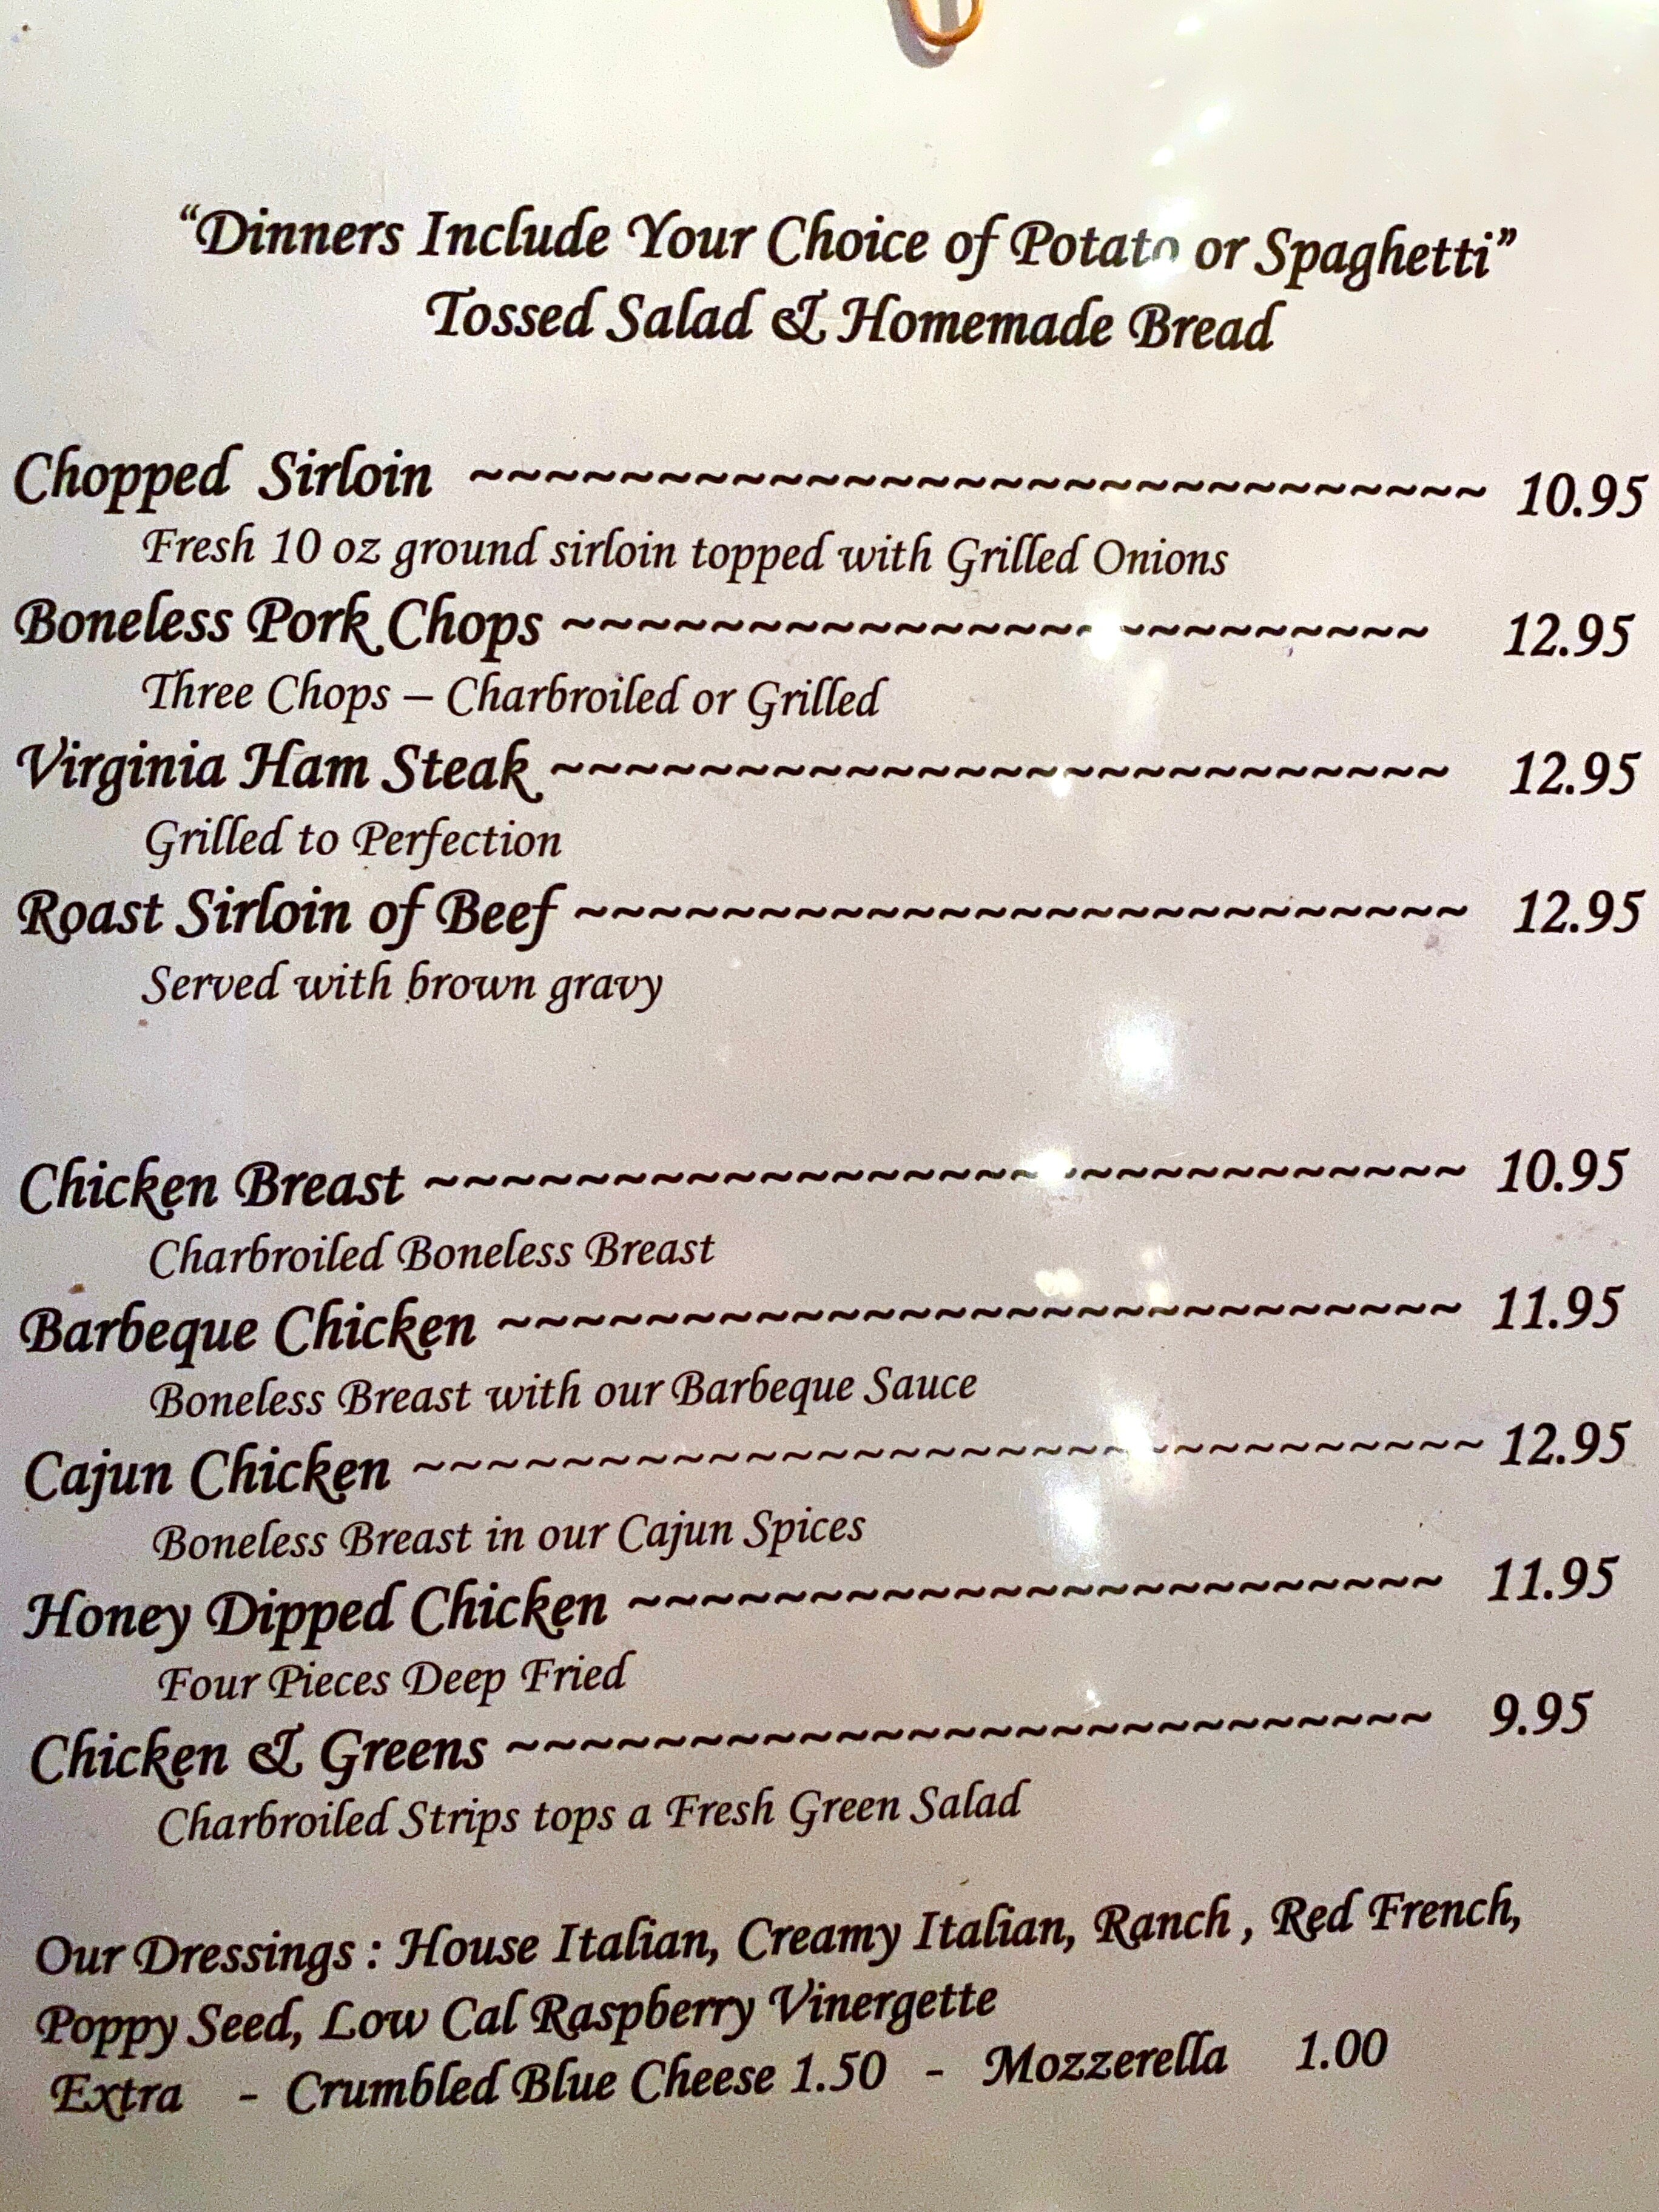 “Dinners Include Your Choice of Potato or Spaghetti”
Tossed Salad & Homemade Bread
Chopped Sirloin ~~~~~~~~~~~~~~~~~~~~~~~~~~~~ 10.95
Fresh 10 oz ground sirloin topped with Grilled Onions
Boneless Pork Chops ~~~~~~~~~~~~~~~~~~~~~~~~ 12.95
Three Chops – Charbroiled or Grilled
Virginia Ham Steak ~~~~~~~~~~~~~~~~~~~~~~~~ 12.95
Grilled to Perfection
Roast Sirloin of Beef ~~~~~~~~~~~~~~~~~~~~~~~~ 12.95
Served with brown gravy
Chicken Breast ~~~~~~~~~~~~~~~~~~~~~~~~~~~~ 10.95
Charbroiled Boneless Breast
Barbeque Chicken ~~~~~~~~~~~~~~~~~~~~~~~~~~ 11.95
Boneless Breast with our Barbeque Sauce
Cajun Chicken ~~~~~~~~~~~~~~~~~~~~~~~~~~~~~ 12.95
Boneless Breast in our Cajun Spices
Honey Dipped Chicken ~~~~~~~~~~~~~~~~~~~~~~ 11.95
Four Pieces Deep Fried
Chicken & Greens ~~~~~~~~~~~~~~~~~~~~~~~~~ 9.95
Charbroiled Strips tops a Fresh Green Salad
Our Dressings : House Italian, Creamy Italian, Ranch , Red French,
Poppy Seed, Low Cal Raspberry Vinergette
Extra - Crumbled Blue Cheese 1.50 - Mozzerella 1.00